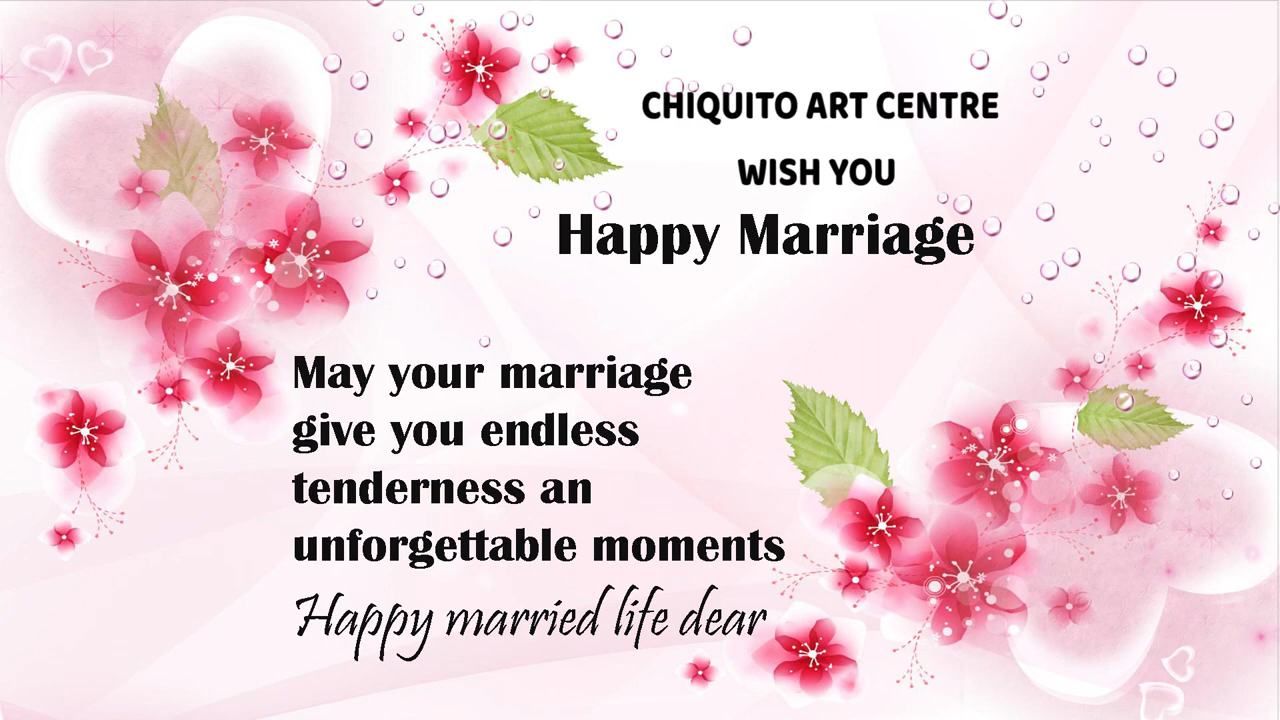 CHIQUITO ART CENTRE
WISH YOU
Happy Marriage
May your marriage
give you endless
tenderness an
unforgettable moments
Happy married life dear